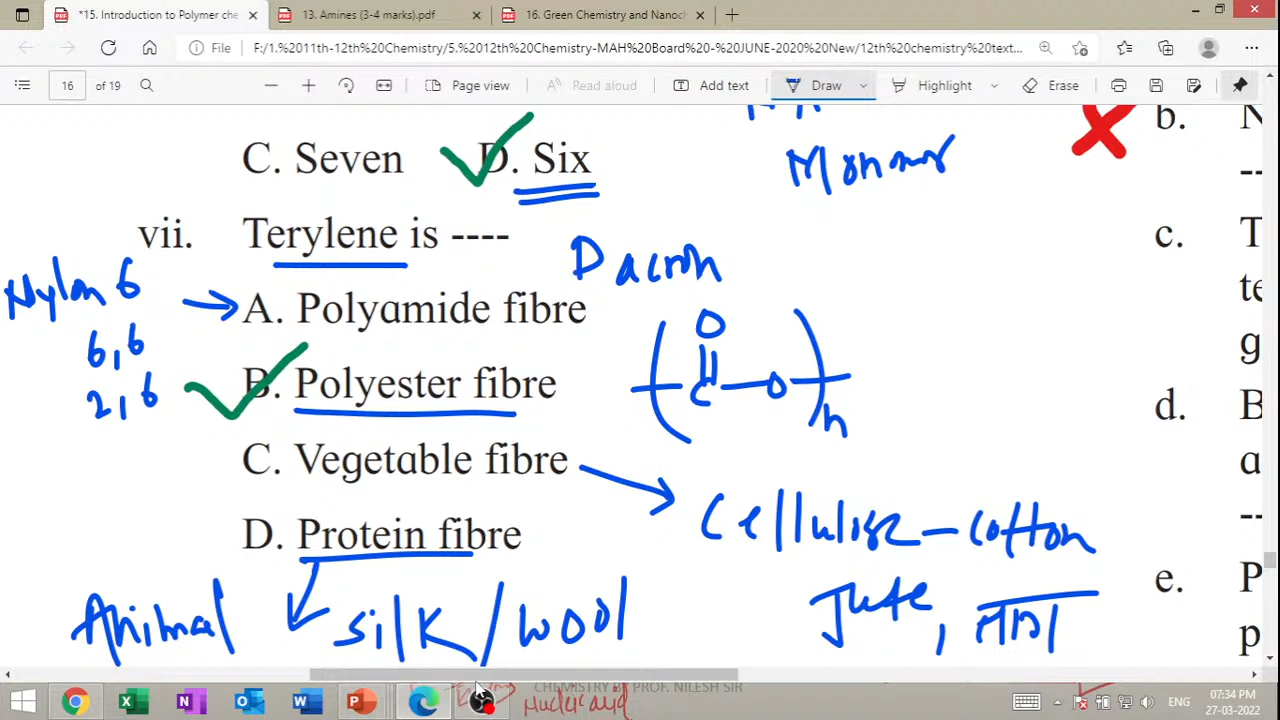 *15. Introduction to Polymer che
13. Amines (3-4 marks).pdf
16. Green Chemistry and Nanoch
File
F:/1.%2011th-12th%20Chemistry/5.%2012th%20Chemistry-MAH%20Board%20-%20JUNE-2020%20New/12th%20chemistry%20text...
16 of 19
Page view
Read aloud
Add text
Draw
Highlight
Erase
C. Seven
D. Six
Monomer
b. N
--
vii. Terylene is ----
Dacron
c. T
te
g
Nylon 6
6,6
2,6
A. Polyamide fibre
B. Polyester fibre
O
C O
n
d. B
a
--
C. Vegetable fibre
Cellulose - cotton
Jute,
D. Protein fibre
Animal silk / wool
e. P
p
CHEMISTRY BY PROF. NILESH SIR
ENG
07:34 PM
27-03-2022